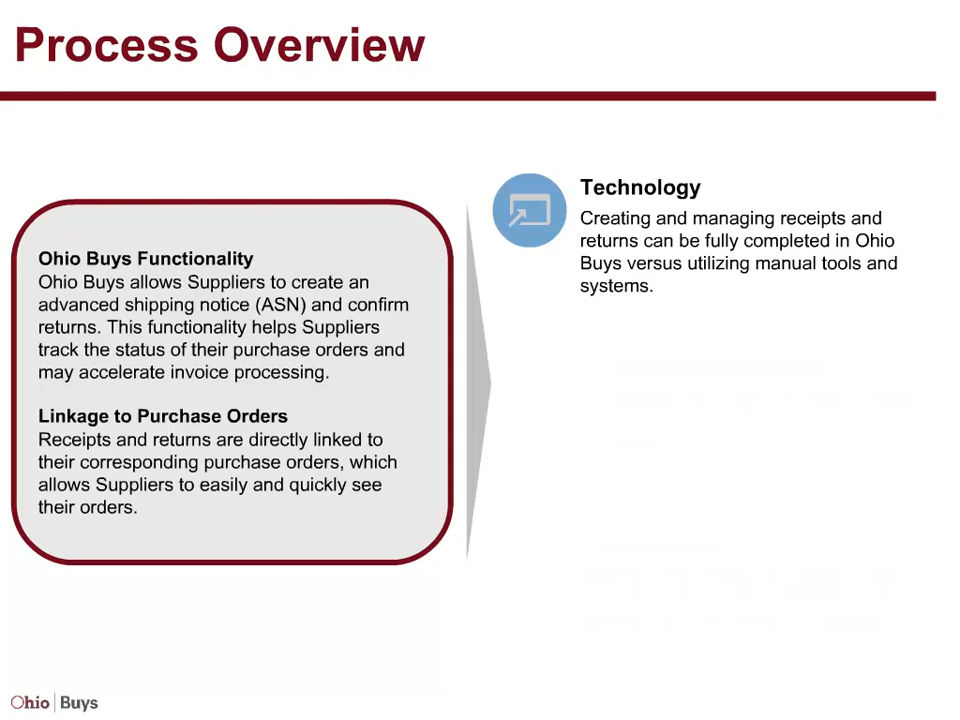 Process Overview
Ohio Buys Functionality
Ohio Buys allows Suppliers to create an
advanced shipping notice (ASN) and confirm
returns. This functionality helps Suppliers
track the status of their purchase orders and
may accelerate invoice processing.
Linkage to Purchase Orders
Receipts and returns are directly linked to
their corresponding purchase orders, which
allows Suppliers to easily and quickly see
their orders.
Technology
Creating and managing receipts and
returns can be fully completed in Ohio
Buys versus utilizing manual tools and
systems.
Ohio Buys